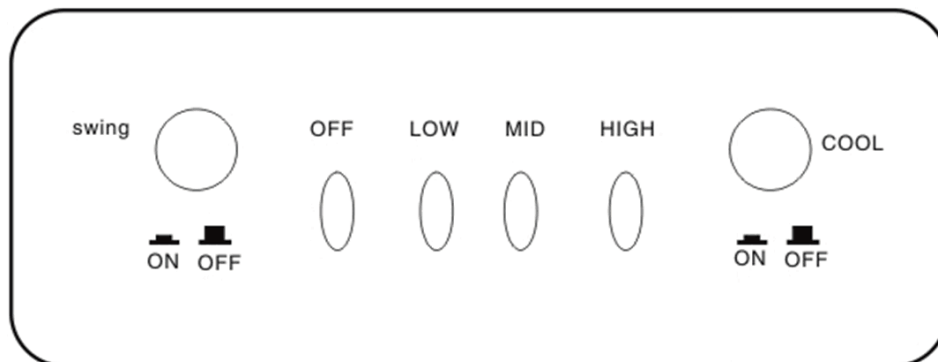 swing
OFF LOW MID HIGH
COOL
ON OFF
ON OFF